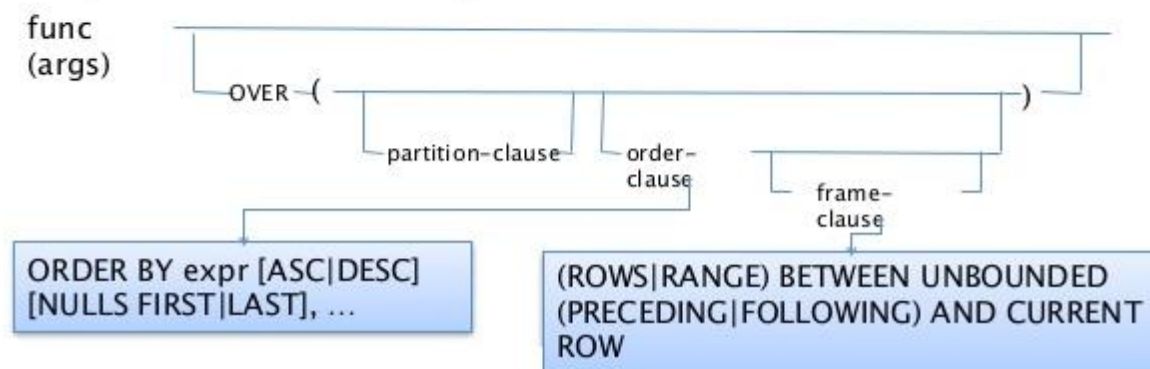 func
(args)
OVER ( )
partition-clause
order-
clause
frame-
clause
ORDER BY expr [ASC|DESC]
[NULLS FIRST|LAST], ...
(ROWS|RANGE) BETWEEN UNBOUNDED
(PRECEDING|FOLLOWING) AND CURRENT
ROW